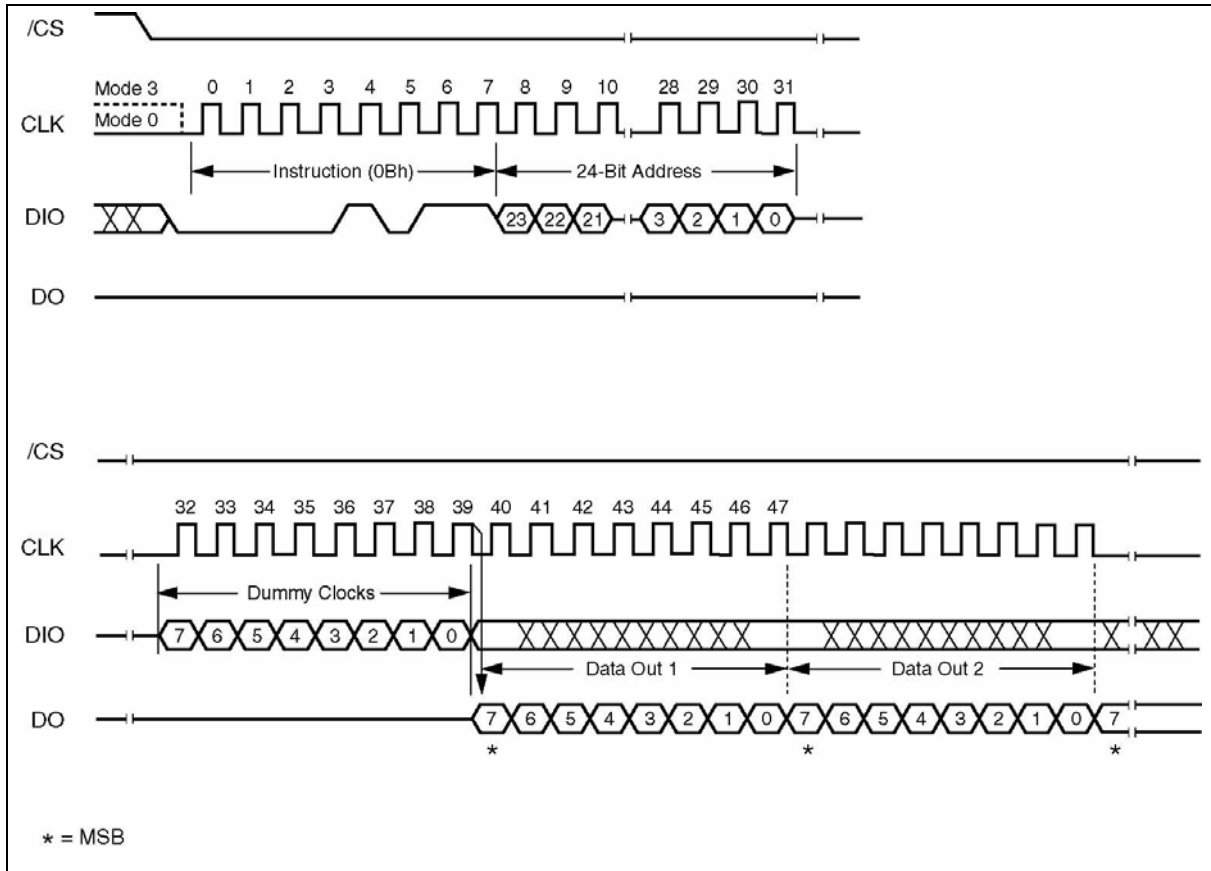 /CS
Mode 3
0 1 2 3 4 5 6 7 8 9 10 28 29 30 31
CLK
Mode 0
Instruction (0Bh)
24-Bit Address
DIO
23 22 21 3 2 1 0
DO
/CS
32 33 34 35 36 37 38 39 40 41 42 43 44 45 46 47
CLK
Dummy Clocks
DIO
7 6 5 4 3 2 1 0
Data Out 1
Data Out 2
DO
7 6 5 4 3 2 1 0 7 6 5 4 3 2 1 0 7
* * *
* = MSB